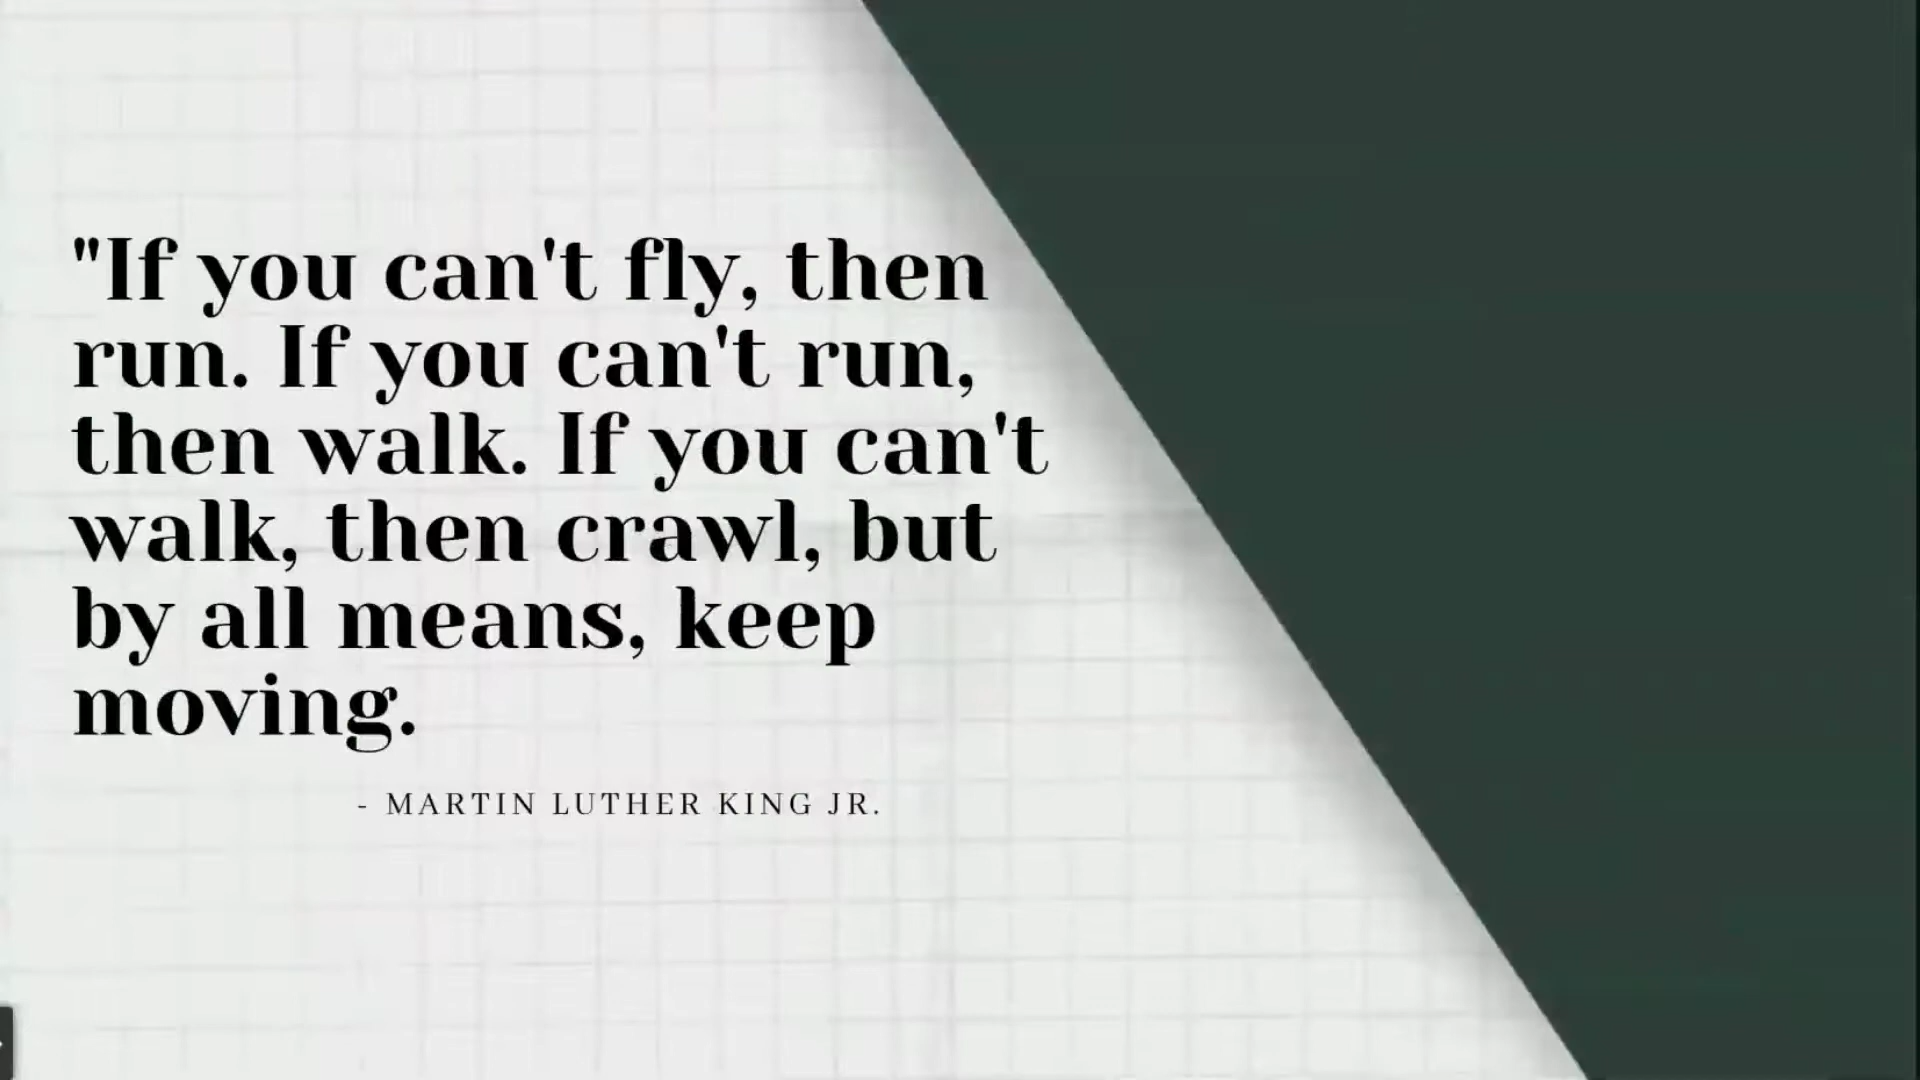 "If you can't fly, then
run. If you can't run,
then walk. If you can't
walk, then crawl, but
by all means, keep
moving.
- MARTIN LUTHER KING JR.